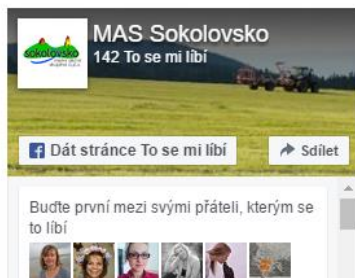 MAS Sokolovsko
142 To se mi líbí
sokolovsko
Dát stránce To se mi líbí
Sdílet
Buďte první mezi svými přáteli, kterým se
to líbí